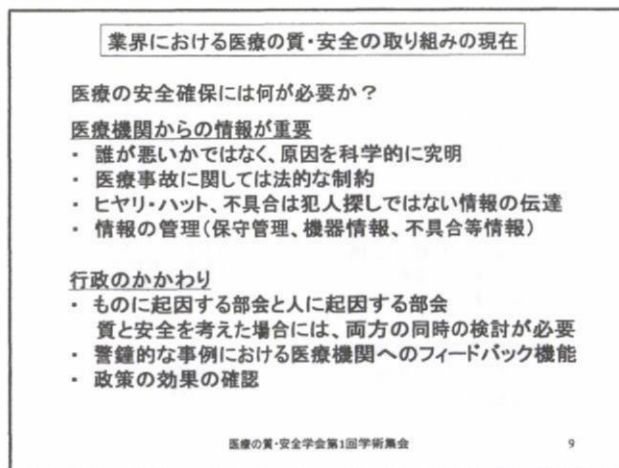 業界における医療の質・安全の取り組みの現在
医療の安全確保には何が必要か？
医療機関からの情報が重要
・ 誰が悪いかではなく、原因を科学的に究明
・ 医療事故に関しては法的な制約
・ ヒヤリ・ハット、不具合は犯人探しではない情報の伝達
・ 情報の管理（保守管理、機器情報、不具合等情報）
行政のかかわり
・ ものに起因する部会と人に起因する部会
質と安全を考えた場合には、両方の同時の検討が必要
・ 警鐘的な事例における医療機関へのフィードバック機能
・ 政策の効果の確認
医療の質・安全学会第1回学術集会
9